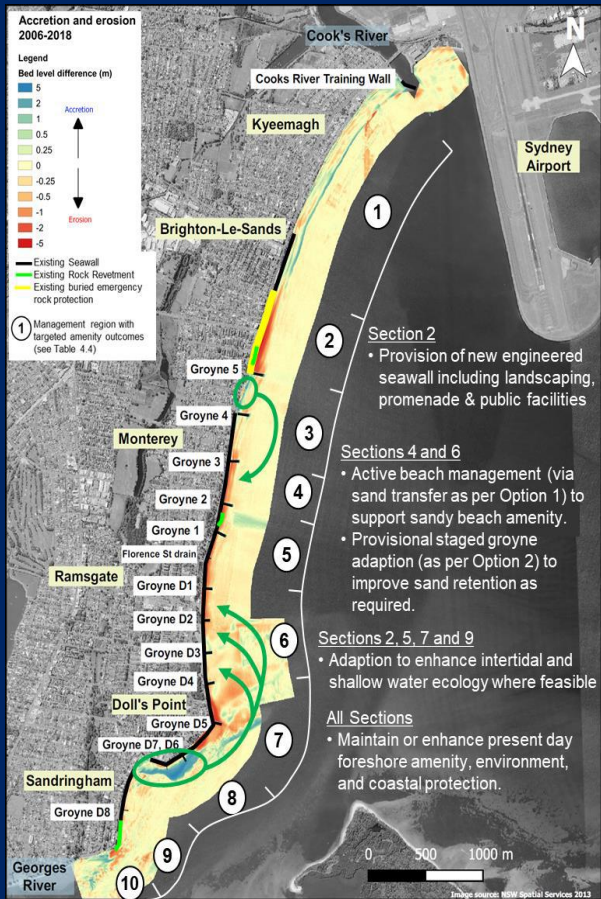 Accretion and erosion
2006-2018
Legend
Bed level difference (m)
5
2
1
0.5
0.25
0
-0.25
-0.5
-1
-2
-5
Accretion
Erosion
Existing Seawall
Existing Rock Revetment
Existing buried emergency
rock protection
1
Management region with
targeted amenity outcomes
(see Table 4.4)
Cook's River
Cooks River Training Wall
N
Kyeemagh
Sydney
Airport
Brighton-Le-Sands
1
2
Section 2
• Provision of new engineered
seawall including landscaping,
promenade & public facilities
Groyne 5
Groyne 4
3
Monterey
Groyne 3
4
Sections 4 and 6
• Active beach management (via
sand transfer as per Option 1) to
support sandy beach amenity.
• Provisional staged groyne
adaption (as per Option 2) to
improve sand retention as
required.
Groyne 2
Groyne 1
Florence St drain
5
Ramsgate
Groyne D1
Groyne D2
6
Groyne D3
Sections 2, 5, 7 and 9
• Adaption to enhance intertidal and
shallow water ecology where feasible
Groyne D4
Doll's Point
Groyne D5
7
All Sections
• Maintain or enhance present day
foreshore amenity, environment,
and coastal protection.
Groyne D7, D6
Sandringham
8
Groyne D8
9
Georges
River
10
0 500 1000 m
Image source: NSW Spatial Services 2013